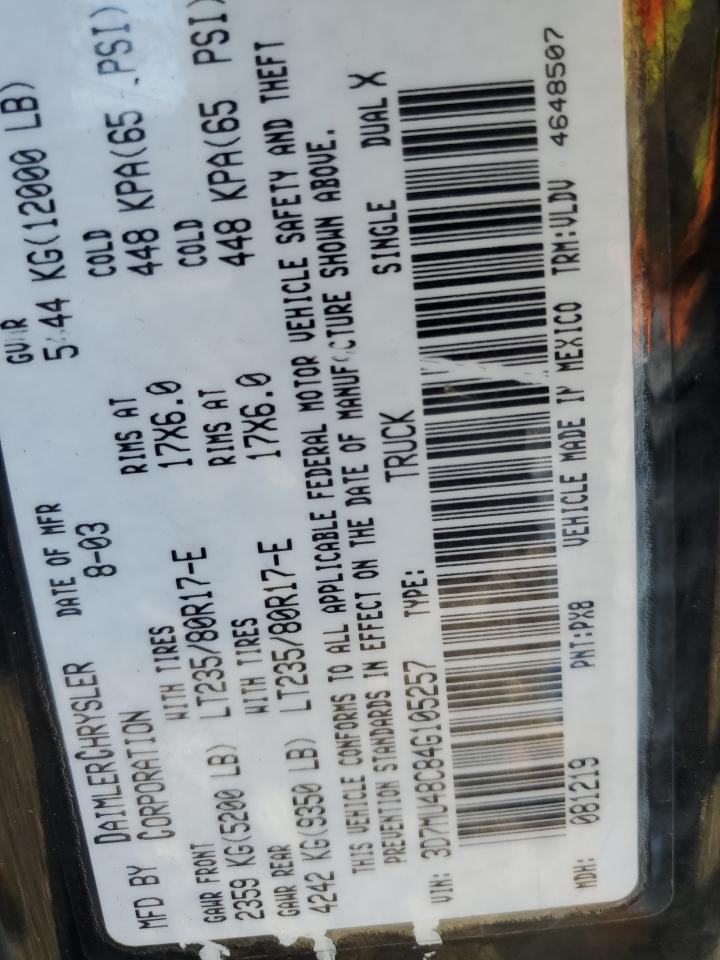 MFD BY DAIMLERCHRYSLER CORPORATION DATE OF MFR 8-03 GVWR KG(12000 LB)
GAWR FRONT WITH TIRES RIMS AT COLD
2359 KG(5200 LB) LT235/80R17-E 17X6.0 448 KPA(65 PSI)
GAWR REAR WITH TIRES RIMS AT COLD
4242 KG(9350 LB) LT235/80R17-E 17X6.0 448 KPA(65 PSI)
THIS VEHICLE CONFORMS TO ALL APPLICABLE FEDERAL MOTOR VEHICLE SAFETY AND THEFT
PREVENTION STANDARDS IN EFFECT ON THE DATE OF MANUFACTURE SHOWN ABOVE.
VIN: 3D7MU48C84G105257 TYPE: TRUCK SINGLE DUAL X
MDH: 081219 PNT:PX8 VEHICLE MADE IN MEXICO TRM:VLDV 4648507